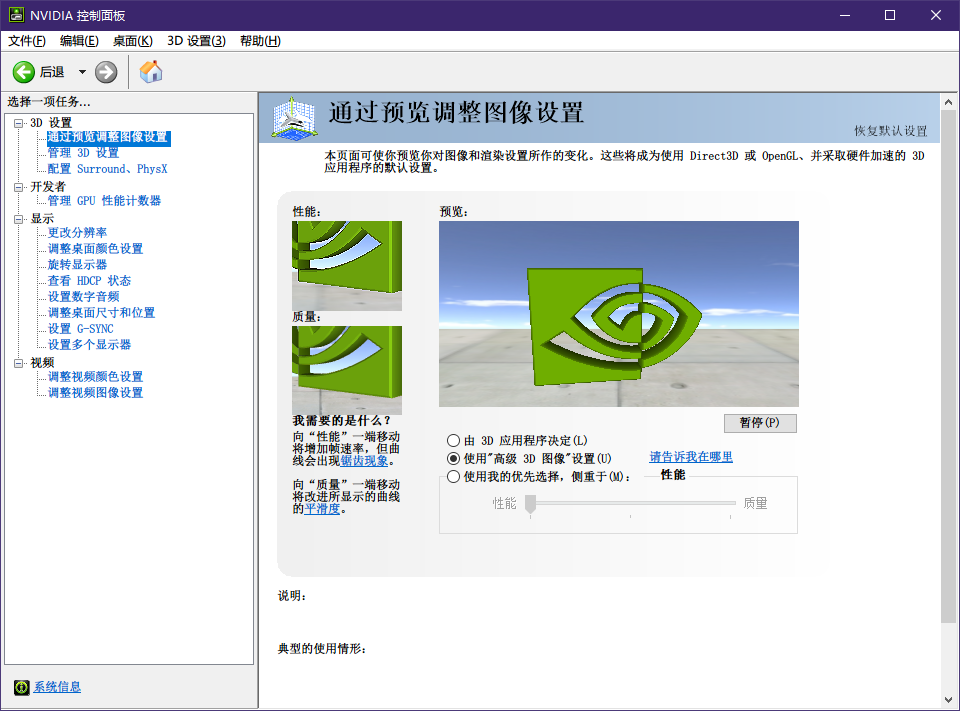 NVIDIA 控制面板
文件(F) 编辑(E) 桌面(K) 3D 设置(3) 帮助(H)
后退
选择一项任务...
3D 设置
通过预览调整图像设置
管理 3D 设置
配置 Surround、PhysX
开发者
管理 GPU 性能计数器
显示
更改分辨率
调整桌面颜色设置
旋转显示器
查看 HDCP 状态
设置数字音频
调整桌面尺寸和位置
设置 G-SYNC
设置多个显示器
视频
调整视频颜色设置
调整视频图像设置
系统信息
通过预览调整图像设置
恢复默认设置
本页面可使你预览你对图像和渲染设置所作的变化。这些将成为使用 Direct3D 或 OpenGL、并采取硬件加速的 3D
应用程序的默认设置。
性能:
质量:
我需要的是什么?
向“性能”一端移动
将增加帧速率，但曲
线会出现锯齿现象。
向“质量”一端移动
将改进所显示的曲线
的平滑度。
预览:
暂停(P)
由 3D 应用程序决定(L)
使用"高级 3D 图像"设置(U)
请告诉我在哪里
使用我的优先选择，侧重于(M):
性能
性能
质量
说明:
典型的使用情形: